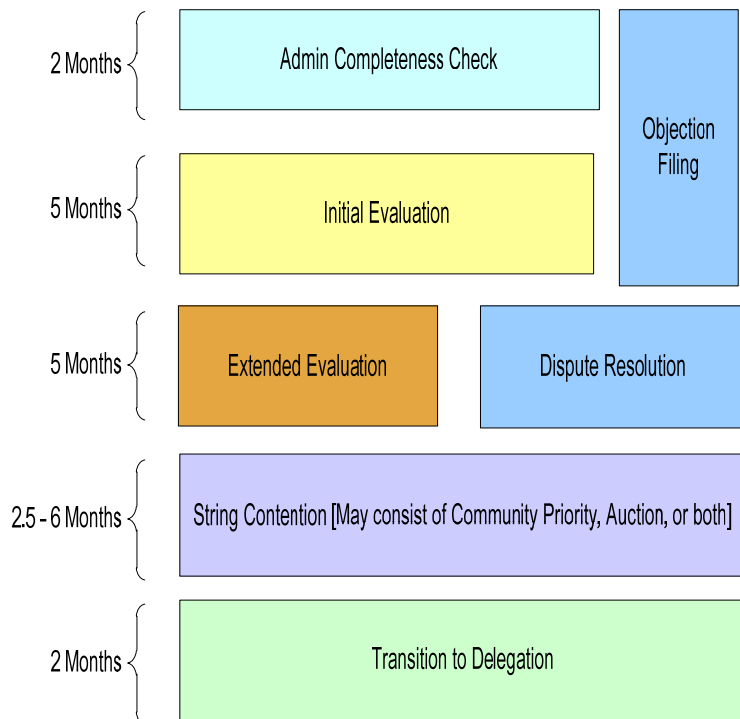 2 Months
Admin Completeness Check
Objection
Filing
5 Months
Initial Evaluation
5 Months
Extended Evaluation
Dispute Resolution
2.5 – 6 Months
String Contention [May consist of Community Priority, Auction, or both]
2 Months
Transition to Delegation